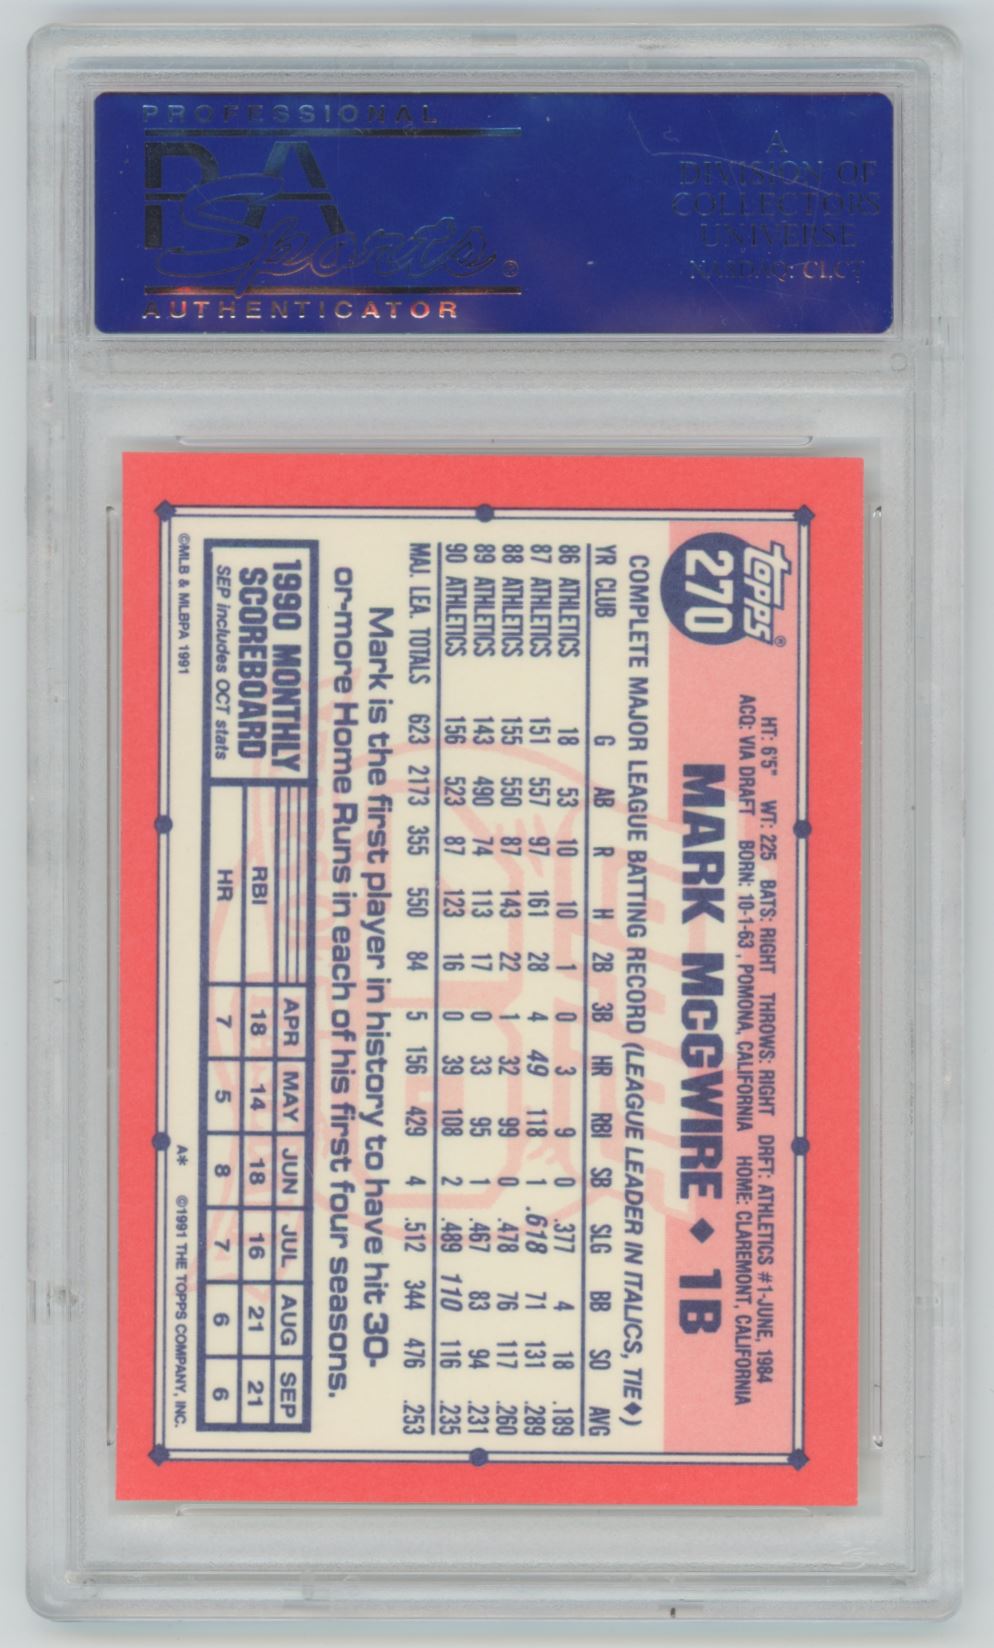 PROFESSIONAL
PSA
Sports®
AUTHENTICATOR
A
DIVISION OF
COLLECTORS
UNIVERSE
NASDAQ: CLCT
topps®
270
HT: 6'5" WT: 225 BATS: RIGHT THROWS: RIGHT DRFT: ATHLETICS #1-JUNE, 1984
ACQ: VIA DRAFT BORN: 10-1-63, POMONA, CALIFORNIA HOME: CLAREMONT, CALIFORNIA
MARK McGWIRE ♦ 1B
COMPLETE MAJOR LEAGUE BATTING RECORD (LEAGUE LEADER IN ITALICS, TIE♦)
YR CLUB G AB R H 2B 3B HR RBI SB SLG BB SO AVG
86 ATHLETICS 18 53 10 10 1 0 3 9 0 .377 4 18 .189
87 ATHLETICS 151 557 97 161 28 4 49 118 1 .618 71 131 .289
88 ATHLETICS 155 550 87 143 22 1 32 99 0 .478 76 117 .260
89 ATHLETICS 143 490 74 113 17 0 33 95 1 .467 83 94 .231
90 ATHLETICS 156 523 87 123 16 0 39 108 2 .489 110 116 .235
MAJ. LEA. TOTALS 623 2173 355 550 84 5 156 429 4 .512 344 476 .253
Mark is the first player in history to have hit 30-
or-more Home Runs in each of his first four seasons.
1990 MONTHLY
SCOREBOARD
SEP includes OCT stats
APR MAY JUN JUL AUG SEP
RBI 18 14 18 16 21 21
HR 7 5 8 7 6 6
©MLB & MLBPA 1991 A* ©1991 THE TOPPS COMPANY, INC.